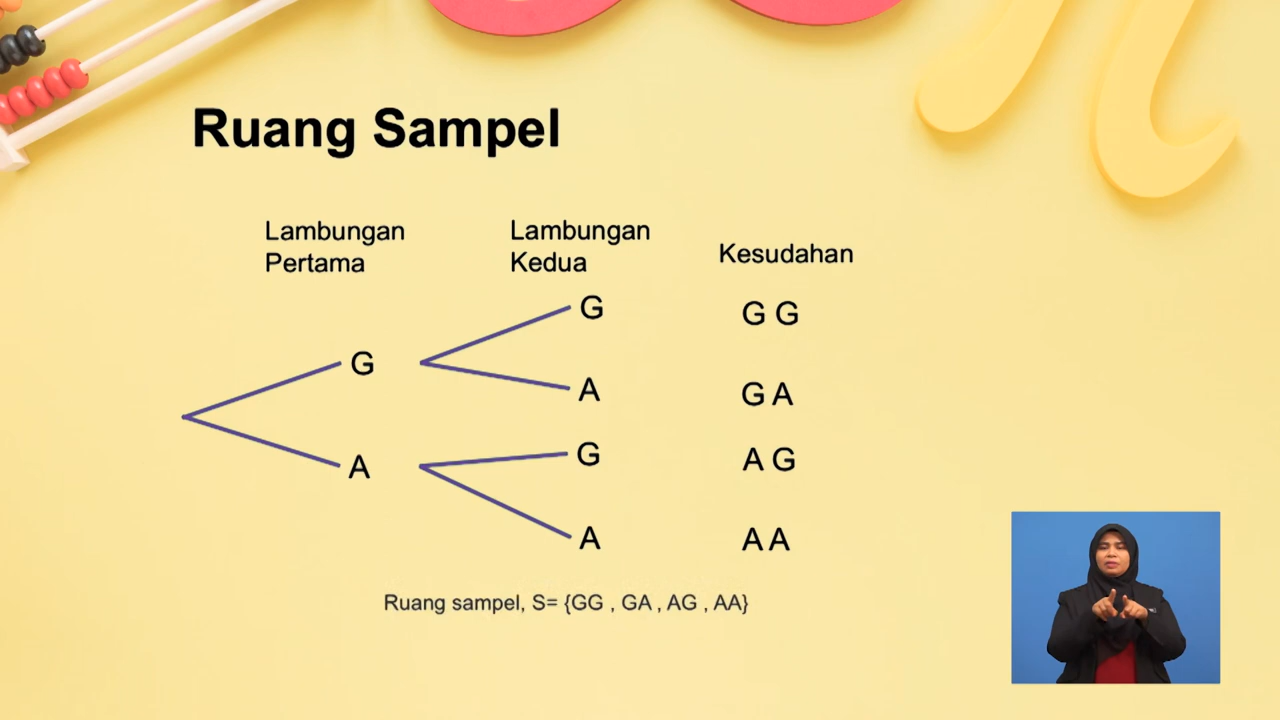 Ruang Sampel
Lambungan
Pertama
Lambungan
Kedua
Kesudahan
G
A
G
A
G
A
G G
G A
A G
A A
Ruang sampel, S= {GG , GA , AG , AA}